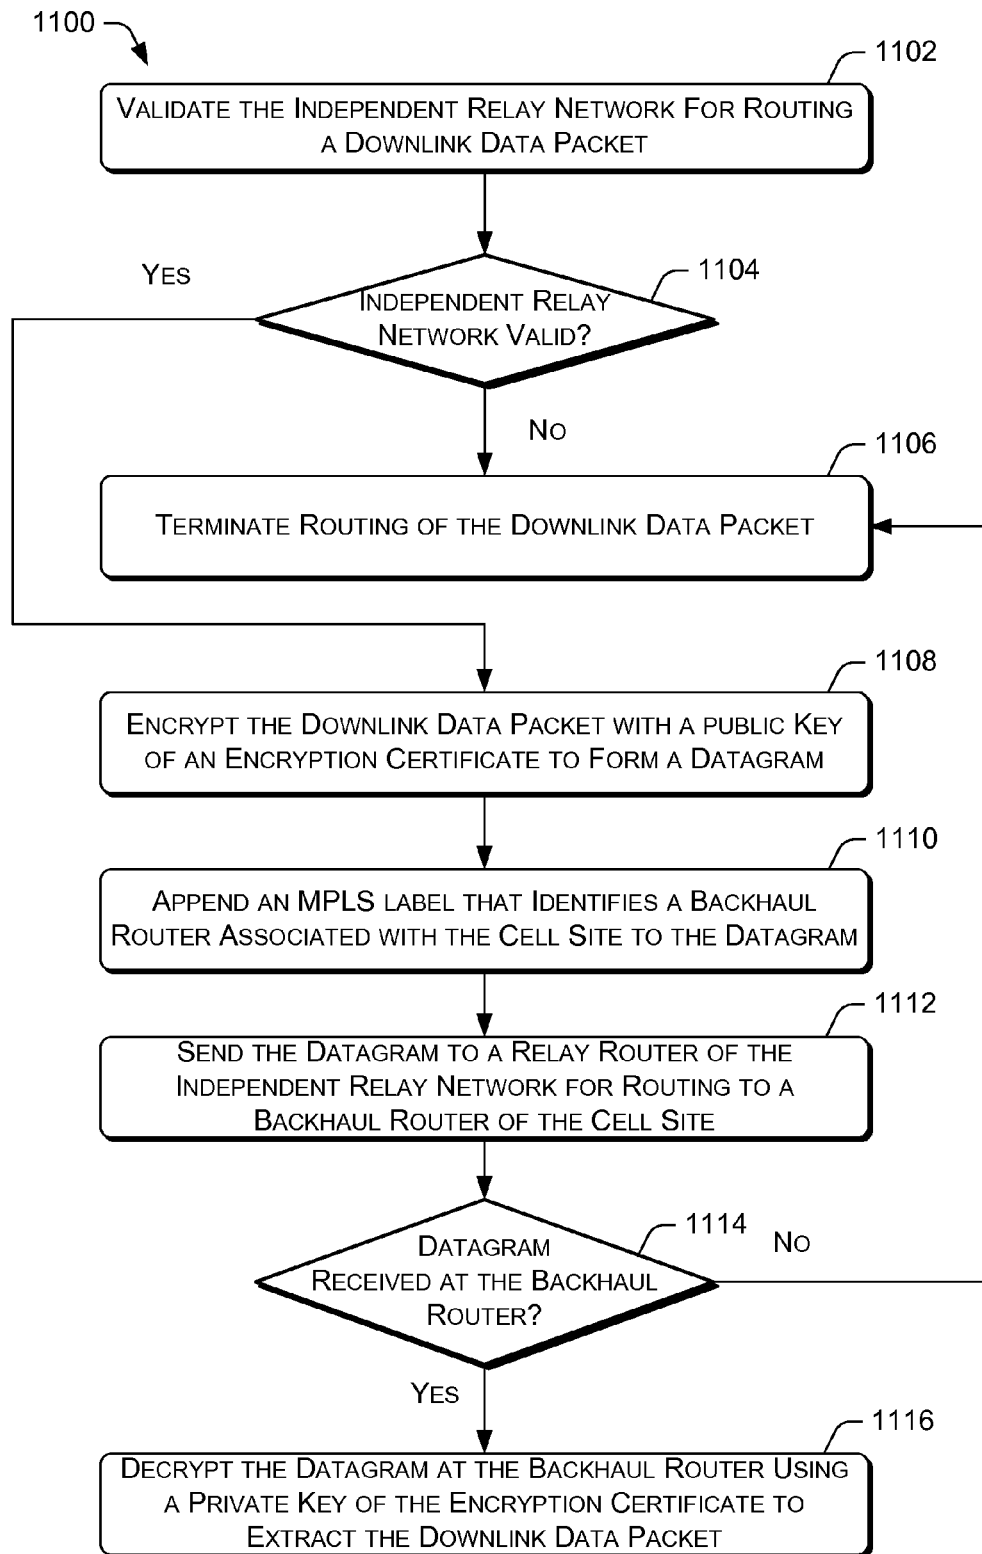 1100
1102
VALIDATE THE INDEPENDENT RELAY NETWORK FOR ROUTING
A DOWNLINK DATA PACKET
YES
1104
INDEPENDENT RELAY
NETWORK VALID?
NO
1106
TERMINATE ROUTING OF THE DOWNLINK DATA PACKET
1108
ENCRYPT THE DOWNLINK DATA PACKET WITH A PUBLIC KEY
OF AN ENCRYPTION CERTIFICATE TO FORM A DATAGRAM
1110
APPEND AN MPLS LABEL THAT IDENTIFIES A BACKHAUL
ROUTER ASSOCIATED WITH THE CELL SITE TO THE DATAGRAM
1112
SEND THE DATAGRAM TO A RELAY ROUTER OF THE
INDEPENDENT RELAY NETWORK FOR ROUTING TO A
BACKHAUL ROUTER OF THE CELL SITE
1114
NO
DATAGRAM
RECEIVED AT THE BACKHAUL
ROUTER?
YES
1116
DECRYPT THE DATAGRAM AT THE BACKHAUL ROUTER USING
A PRIVATE KEY OF THE ENCRYPTION CERTIFICATE TO
EXTRACT THE DOWNLINK DATA PACKET